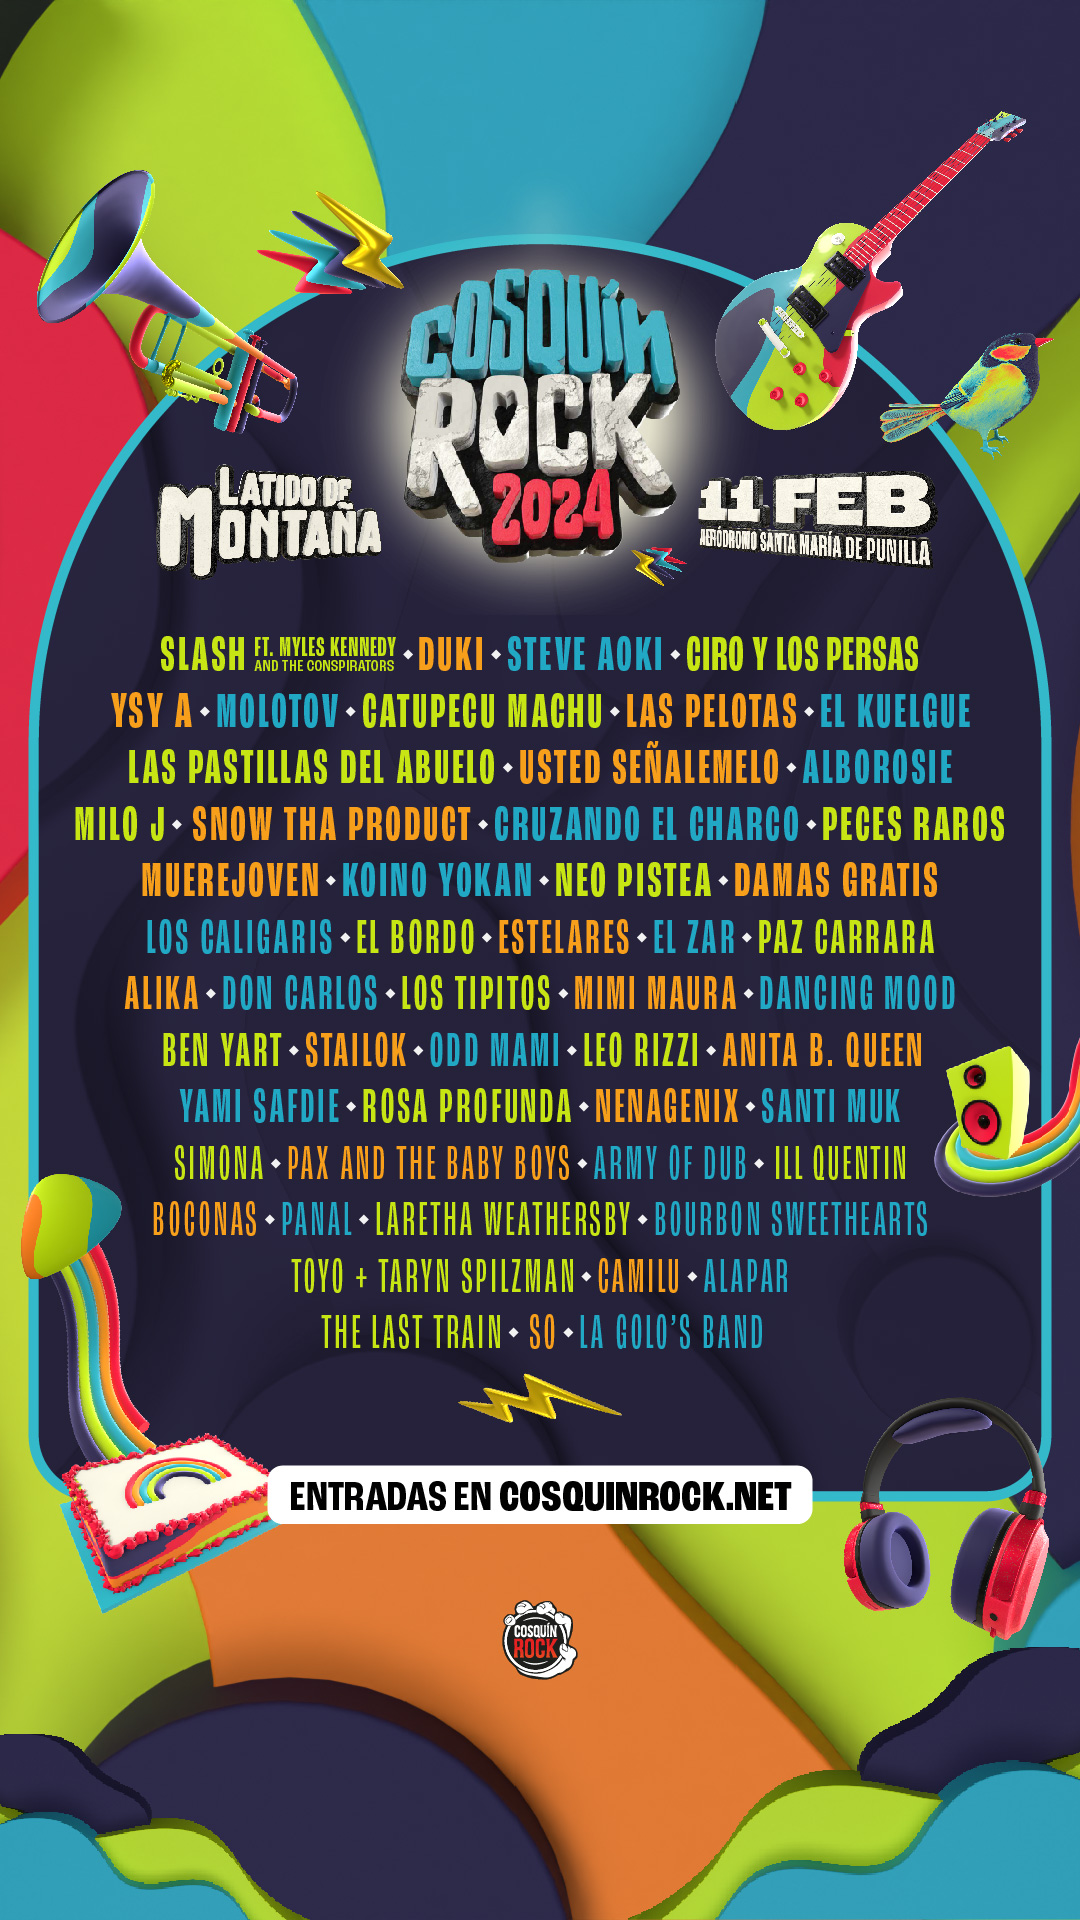 COSQUÍN
ROCK
2024
LATIDO DE
MONTAÑA
11 FEB
AERÓDROMO SANTA MARÍA DE PUNILLA
SLASH FT. MYLES KENNEDY AND THE CONSPIRATORS ◆ DUKI ◆ STEVE AOKI ◆ CIRO Y LOS PERSAS
YSY A ◆ MOLOTOV ◆ CATUPECU MACHU ◆ LAS PELOTAS ◆ EL KUELGUE
LAS PASTILLAS DEL ABUELO ◆ USTED SEÑALEMELO ◆ ALBOROSIE
MILO J ◆ SNOW THA PRODUCT ◆ CRUZANDO EL CHARCO ◆ PECES RAROS
MUEREJOVEN ◆ KOINO YOKAN ◆ NEO PISTEA ◆ DAMAS GRATIS
LOS CALIGARIS ◆ EL BORDO ◆ ESTELARES ◆ EL ZAR ◆ PAZ CARRARA
ALIKA ◆ DON CARLOS ◆ LOS TIPITOS ◆ MIMI MAURA ◆ DANCING MOOD
BEN YART ◆ STAILOK ◆ ODD MAMI ◆ LEO RIZZI ◆ ANITA B. QUEEN
YAMI SAFDIE ◆ ROSA PROFUNDA ◆ NENAGENIX ◆ SANTI MUK
SIMONA ◆ PAX AND THE BABY BOYS ◆ ARMY OF DUB ◆ ILL QUENTIN
BOCONAS ◆ PANAL ◆ LARETHA WEATHERSBY ◆ BOURBON SWEETHEARTS
TOYO + TARYN SPILZMAN ◆ CAMILU ◆ ALAPAR
THE LAST TRAIN ◆ SO ◆ LA GOLO'S BAND
ENTRADAS EN COSQUINROCK.NET
COSQUÍN
ROCK